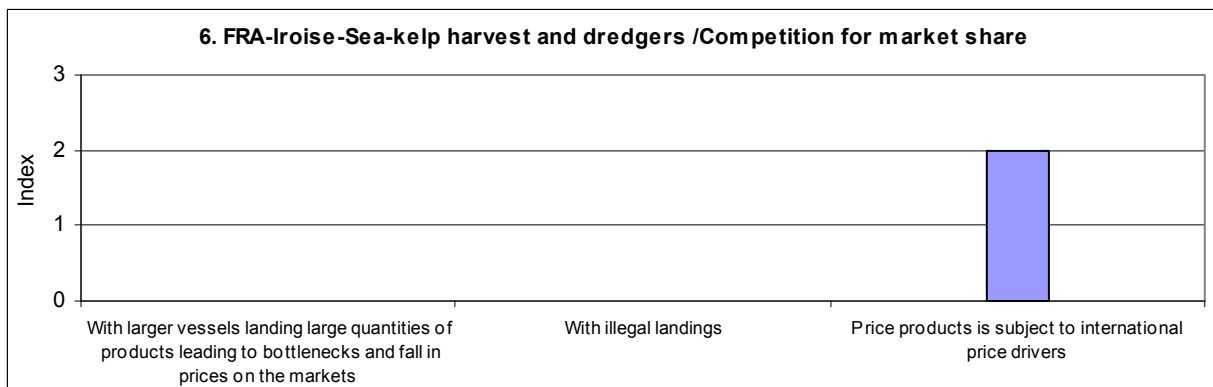 6. FRA-Iroise-Sea-kelp harvest and dredgers /Competition for market share
3
2
1
0
Index
With larger vessels landing large quantities of
products leading to bottlenecks and fall in
prices on the markets
With illegal landings
Price products is subject to international
price drivers